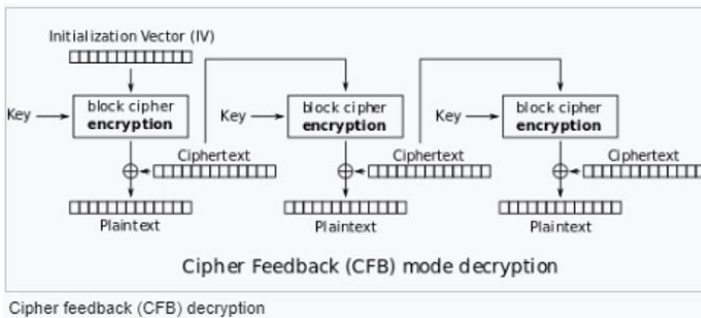 Initialization Vector (IV)
Key
block cipher
encryption
Ciphertext
Plaintext
Key
block cipher
encryption
Ciphertext
Plaintext
Key
block cipher
encryption
Ciphertext
Plaintext
Cipher Feedback (CFB) mode decryption
Cipher feedback (CFB) decryption